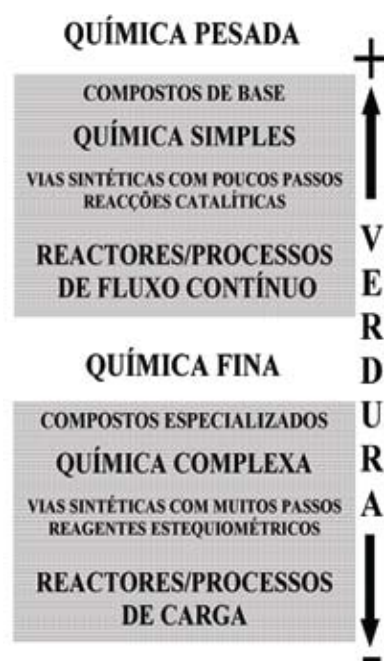 QUÍMICA PESADA
+
COMPOSTOS DE BASE
QUÍMICA SIMPLES
VIAS SINTÉTICAS COM POUCOS PASSOS
REACÇÕES CATALÍTICAS
REACTORES/PROCESSOS
DE FLUXO CONTÍNUO
QUÍMICA FINA
COMPOSTOS ESPECIALIZADOS
QUÍMICA COMPLEXA
VIAS SINTÉTICAS COM MUITOS PASSOS
REAGENTES ESTEQUIOMÉTRICOS
REACTORES/PROCESSOS
DE CARGA
VERDURA
-